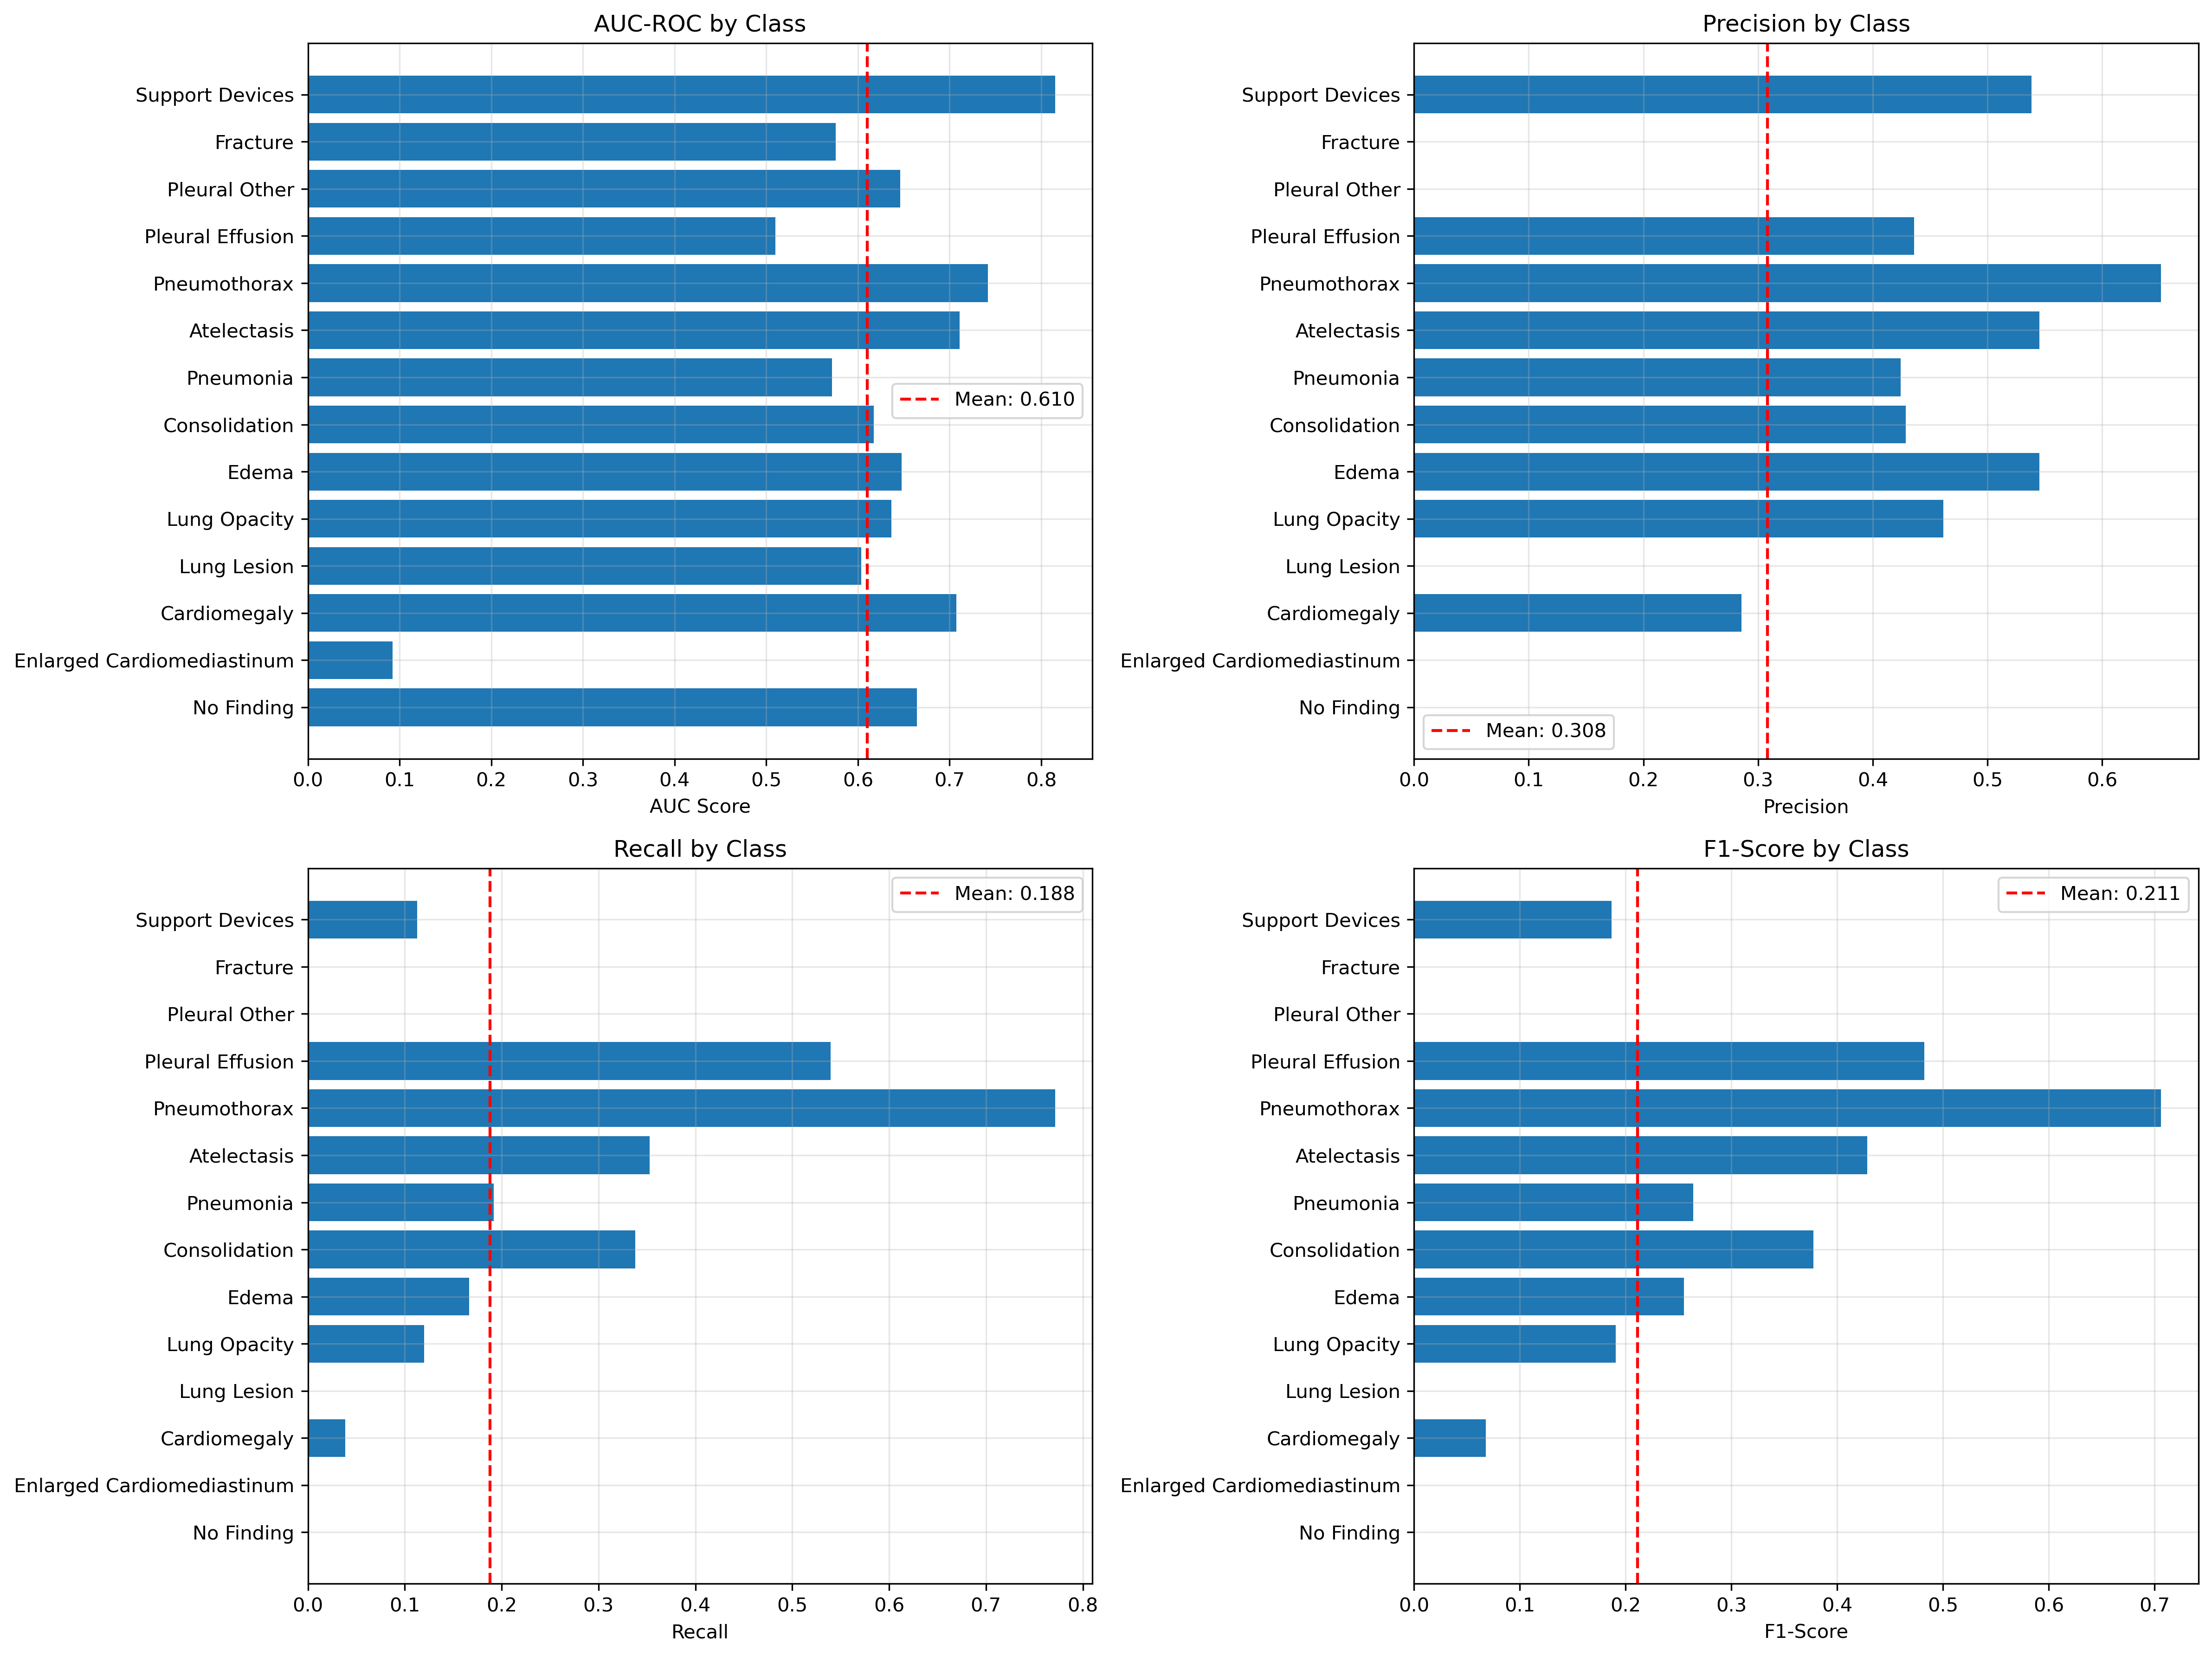 AUC-ROC by Class
Support Devices
Fracture
Pleural Other
Pleural Effusion
Pneumothorax
Atelectasis
Pneumonia
Consolidation
Edema
Lung Opacity
Lung Lesion
Cardiomegaly
Enlarged Cardiomediastinum
No Finding
Mean: 0.610
0.0 0.1 0.2 0.3 0.4 0.5 0.6 0.7 0.8
AUC Score
Precision by Class
Support Devices
Fracture
Pleural Other
Pleural Effusion
Pneumothorax
Atelectasis
Pneumonia
Consolidation
Edema
Lung Opacity
Lung Lesion
Cardiomegaly
Enlarged Cardiomediastinum
No Finding
Mean: 0.308
0.0 0.1 0.2 0.3 0.4 0.5 0.6
Precision
Recall by Class
Mean: 0.188
Support Devices
Fracture
Pleural Other
Pleural Effusion
Pneumothorax
Atelectasis
Pneumonia
Consolidation
Edema
Lung Opacity
Lung Lesion
Cardiomegaly
Enlarged Cardiomediastinum
No Finding
0.0 0.1 0.2 0.3 0.4 0.5 0.6 0.7 0.8
Recall
F1-Score by Class
Mean: 0.211
Support Devices
Fracture
Pleural Other
Pleural Effusion
Pneumothorax
Atelectasis
Pneumonia
Consolidation
Edema
Lung Opacity
Lung Lesion
Cardiomegaly
Enlarged Cardiomediastinum
No Finding
0.0 0.1 0.2 0.3 0.4 0.5 0.6 0.7
F1-Score